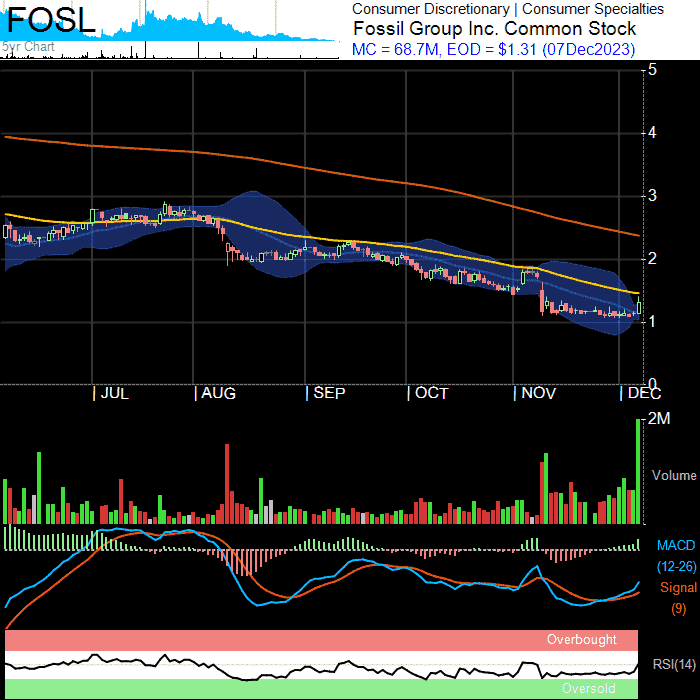 FOSL
5yr Chart
Consumer Discretionary | Consumer Specialties
Fossil Group Inc. Common Stock
MC = 68.7M, EOD = $1.31 (07Dec2023)
5
4
3
2
1
0
| JUL | AUG | SEP | OCT | NOV | DEC
2M
Volume
MACD
(12-26)
Signal
(9)
Overbought
RSI(14)
Oversold